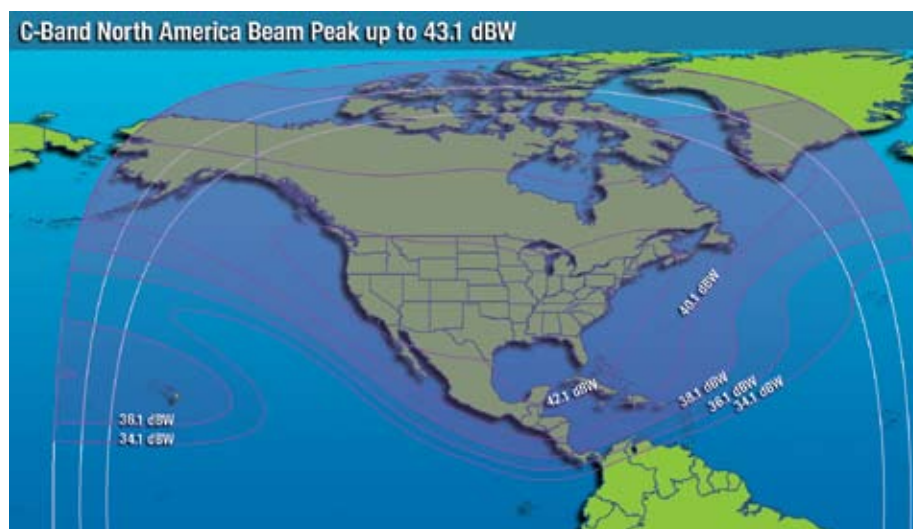 C-Band North America Beam Peak up to 43.1 dBW
40.1 dBW
42.1 dBW
38.1 dBW
36.1 dBW
34.1 dBW
36.1 dBW
34.1 dBW